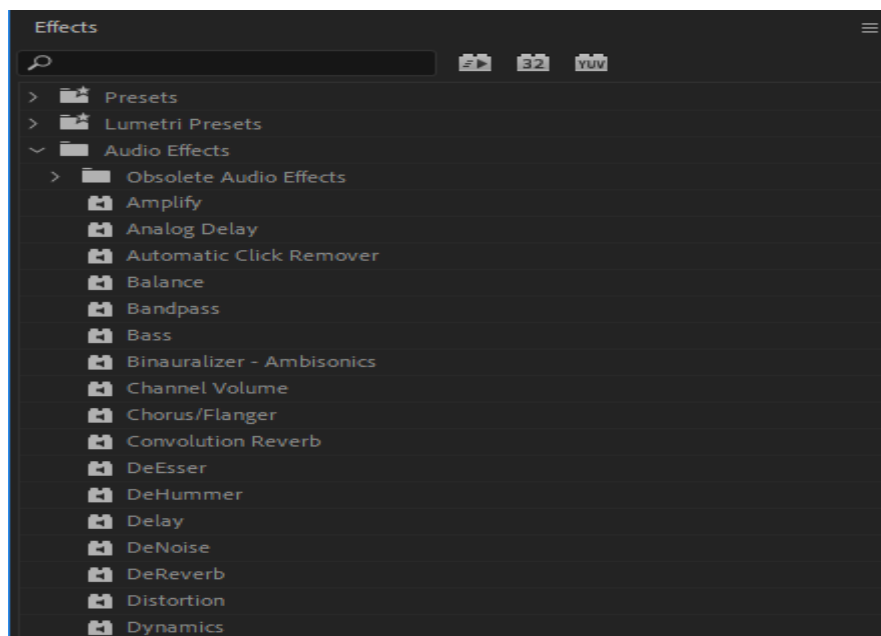 Effects
32 YUV
Presets
Lumetri Presets
Audio Effects
Obsolete Audio Effects
Amplify
Analog Delay
Automatic Click Remover
Balance
Bandpass
Bass
Binauralizer - Ambisonics
Channel Volume
Chorus/Flanger
Convolution Reverb
DeEsser
DeHummer
Delay
DeNoise
DeReverb
Distortion
Dynamics